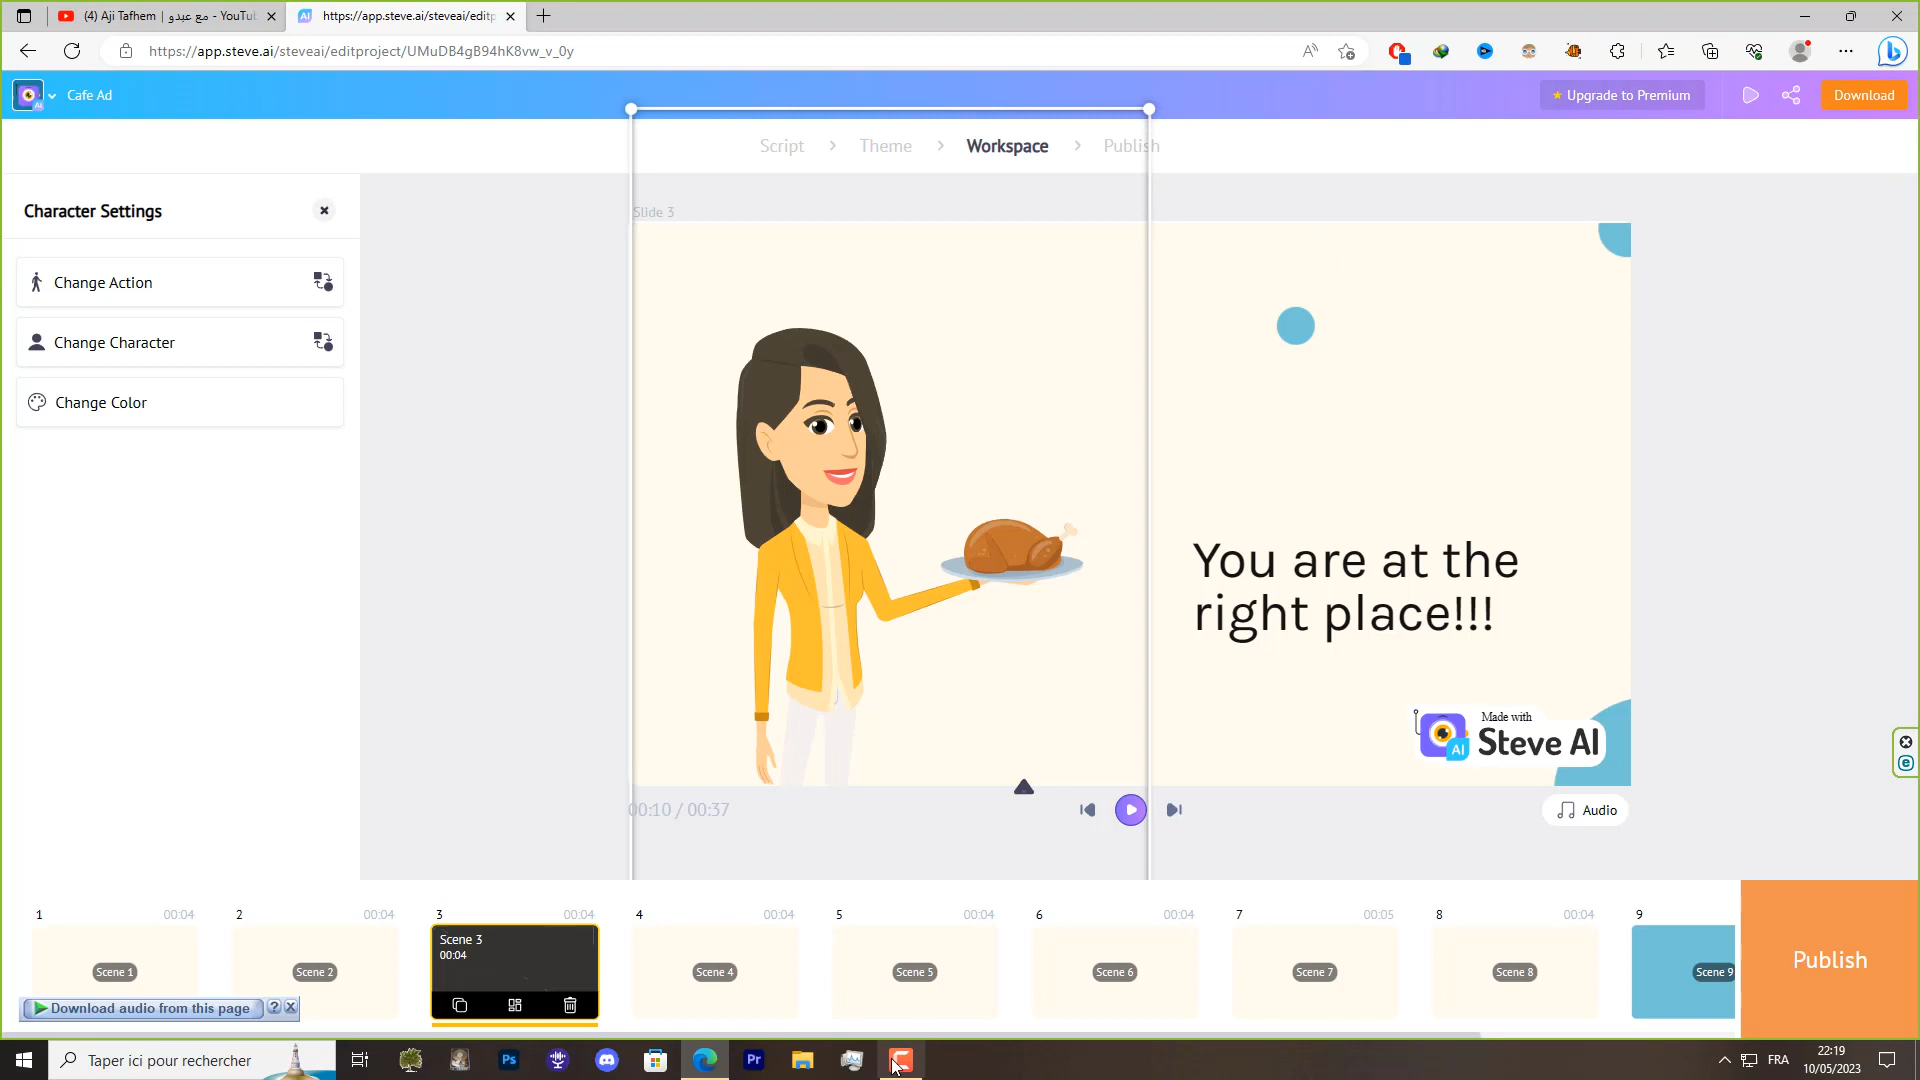 (4) Aji Tafhem | مع عبدو - YouTub
https://app.steve.ai/steveai/editp
https://app.steve.ai/steveai/editproject/UMuDB4gB94hK8vw_v_0y
Cafe Ad
Upgrade to Premium
Download
Script
Theme
Workspace
Publish
Character Settings
Change Action
Change Character
Change Color
Slide 3
You are at the
right place!!!
Made with
Steve AI
AI
00:10 / 00:37
Audio
1 00:04
2 00:04
3 00:04
4 00:04
5 00:04
6 00:04
7 00:05
8 00:04
9
Scene 1
Scene 2
Scene 3
00:04
Scene 4
Scene 5
Scene 6
Scene 7
Scene 8
Scene 9
Publish
Download audio from this page
Taper ici pour rechercher
Ps
Pr
FRA
22:19
10/05/2023